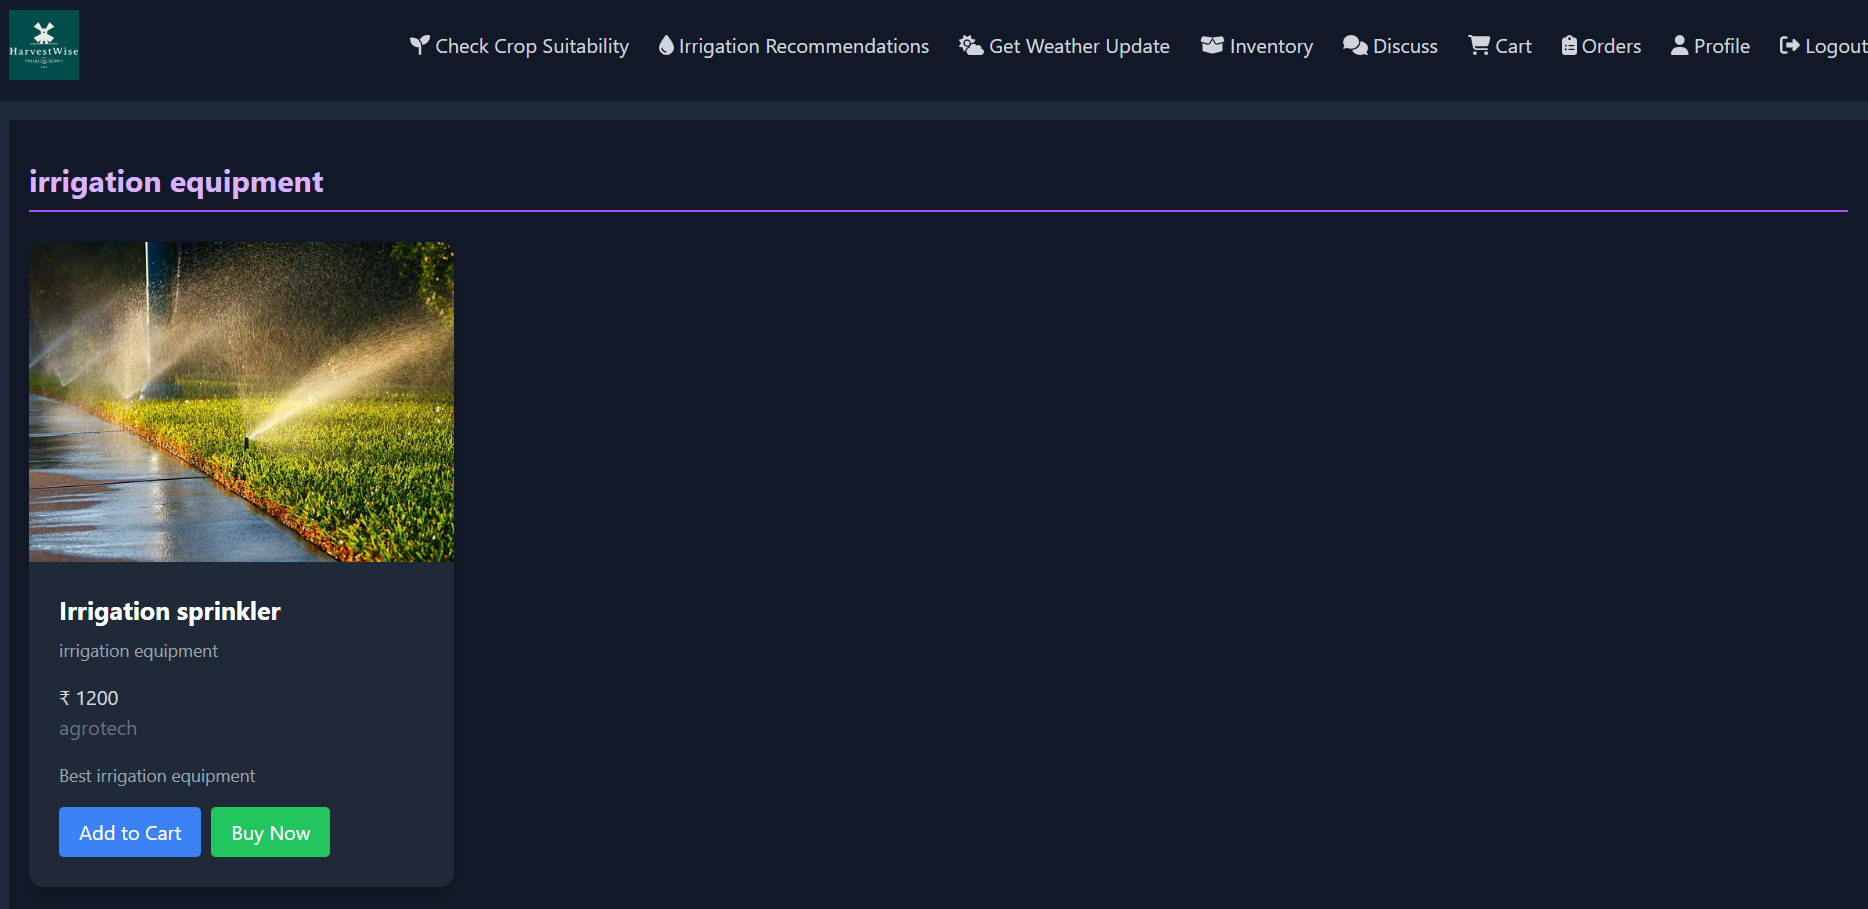 HarvestWise
Check Crop Suitability
Irrigation Recommendations
Get Weather Update
Inventory
Discuss
Cart
Orders
Profile
Logout
irrigation equipment
Irrigation sprinkler
irrigation equipment
₹ 1200
agrotech
Best irrigation equipment
Add to Cart
Buy Now